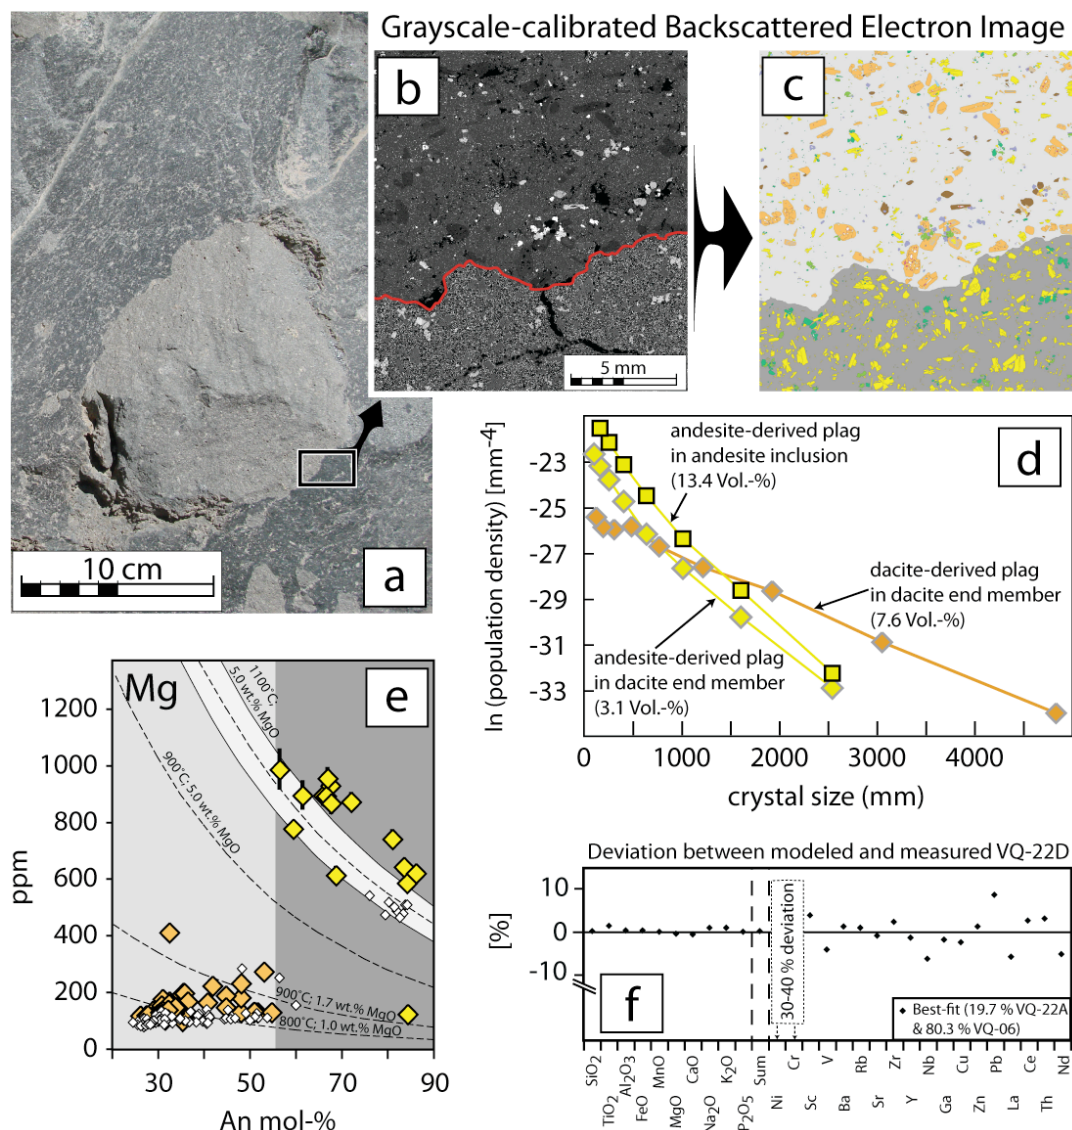 Grayscale-calibrated Backscattered Electron Image
a
10 cm
b
5 mm
c
d
ln (population density) [mm-4]
-23
-25
-27
-29
-31
-33
andesite-derived plag
in andesite inclusion
(13.4 Vol.-%)
dacite-derived plag
in dacite end member
(7.6 Vol.-%)
andesite-derived plag
in dacite end member
(3.1 Vol.-%)
0 1000 2000 3000 4000
crystal size (mm)
e
Mg
ppm
1200
1000
800
600
400
200
0
1100°C;
5.0 wt.% MgO
900°C; 5.0 wt.% MgO
900°C; 1.7 wt.% MgO
800°C; 1.0 wt.% MgO
30 50 70 90
An mol-%
Deviation between modeled and measured VQ-22D
[%]
10
0
-10
30-40 % deviation
f
Best-fit (19.7 % VQ-22A
& 80.3 % VQ-06)
SiO2
TiO2
Al2O3
FeO
MnO
MgO
CaO
Na2O
K2O
P2O5
Sum
Ni
Cr
Sc
V
Ba
Rb
Sr
Zr
Y
Nb
Ga
Cu
Zn
Pb
La
Ce
Th
Nd